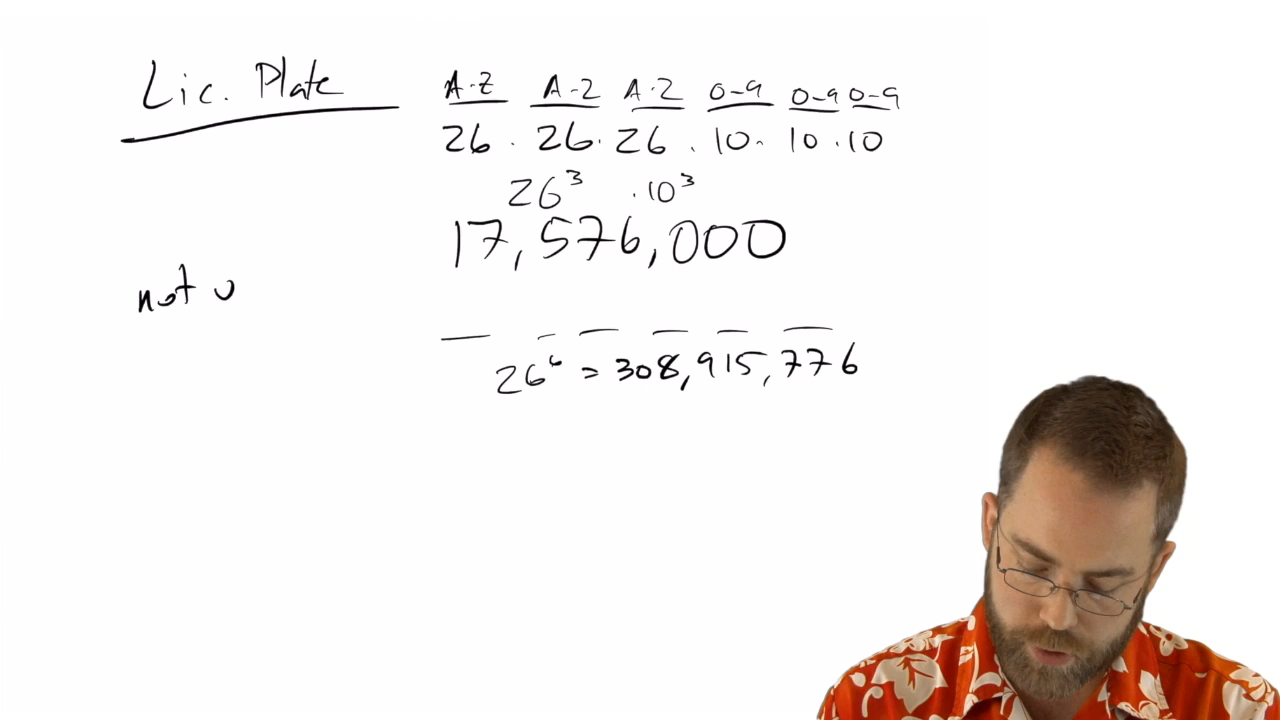 Lic. Plate
A-Z A-Z A-Z 0-9 0-9 0-9
26 · 26 · 26 · 10 · 10 · 10
26³ · 10³
17,576,000
not u
26⁶ = 308,915,776